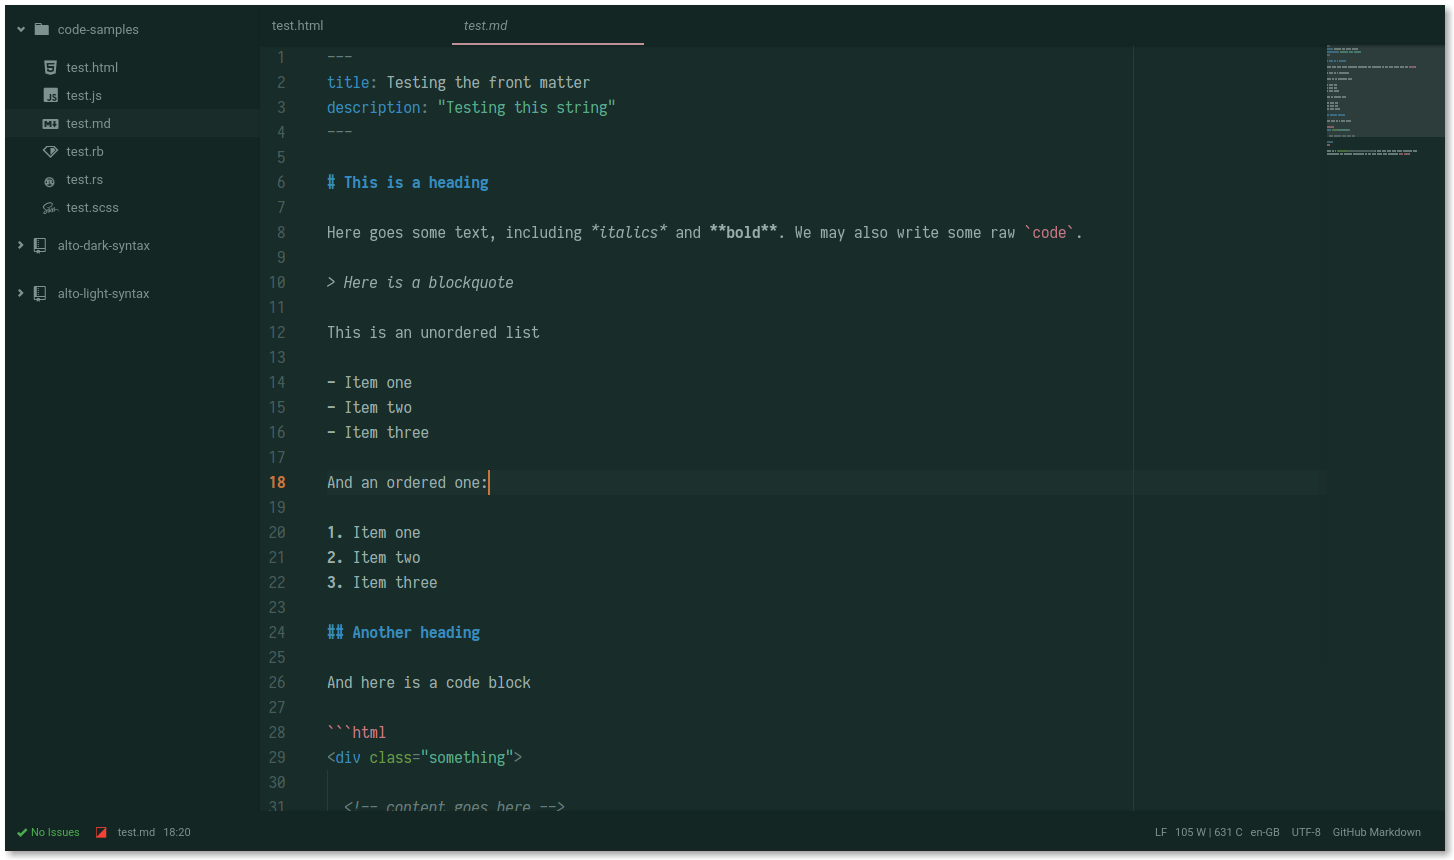 code-samples
test.html
test.js
test.md
test.rb
test.rs
test.scss
alto-dark-syntax
alto-light-syntax
test.html
test.md
1 ---
2 title: Testing the front matter
3 description: "Testing this string"
4 ---
5
6 # This is a heading
7
8 Here goes some text, including *italics* and **bold**. We may also write some raw `code`.
9
10 > Here is a blockquote
11
12 This is an unordered list
13
14 - Item one
15 - Item two
16 - Item three
17
18 And an ordered one:
19
20 1. Item one
21 2. Item two
22 3. Item three
23
24 ## Another heading
25
26 And here is a code block
27
28 ```html
29 <div class="something">
30
31 <!-- content goes here -->
No Issues test.md 18:20 LF 105 W | 631 C en-GB UTF-8 GitHub Markdown